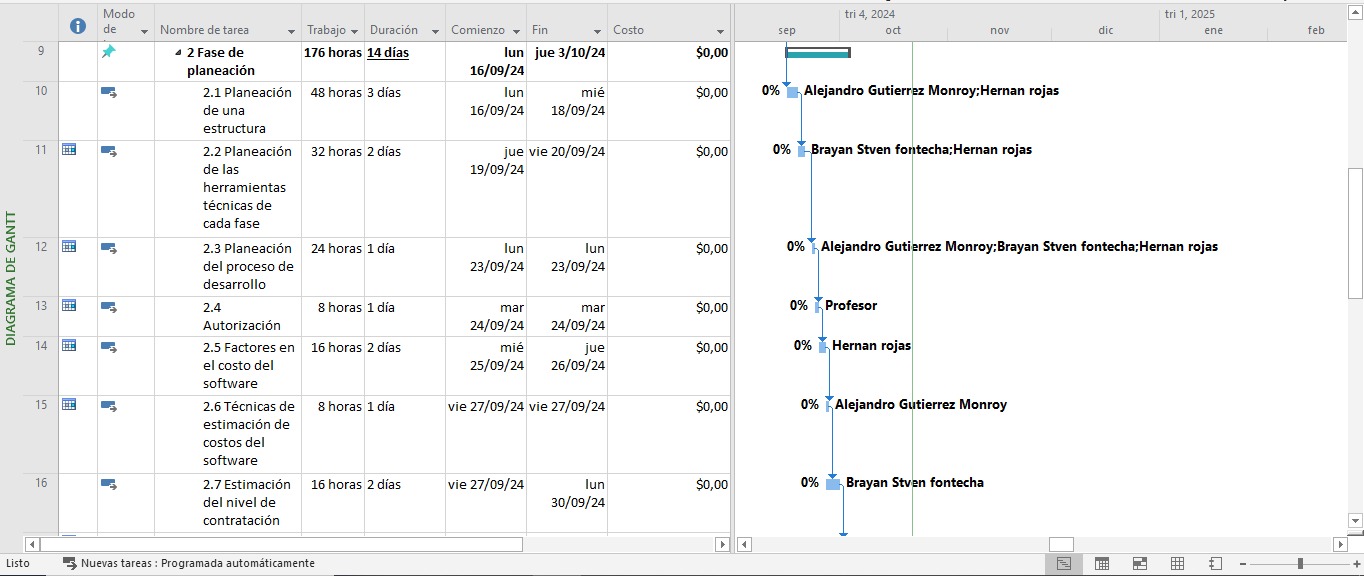 tri 4, 2024 tri 1, 2025
Modo
de
Nombre de tarea Trabajo Duración Comienzo Fin Costo sep oct nov dic ene feb
9 2 Fase de 176 horas 14 días lun jue 3/10/24 $0,00
planeación 16/09/24
10 2.1 Planeación 48 horas 3 días lun mié $0,00 0% Alejandro Gutierrez Monroy;Hernan rojas
de una 16/09/24 18/09/24
estructura
11 2.2 Planeación 32 horas 2 días jue vie 20/09/24 $0,00 0% Brayan Stven fontecha;Hernan rojas
de las 19/09/24
herramientas
técnicas de
cada fase
12 2.3 Planeación 24 horas 1 día lun lun $0,00 0% Alejandro Gutierrez Monroy;Brayan Stven fontecha;Hernan rojas
del proceso de 23/09/24 23/09/24
desarrollo
13 2.4 8 horas 1 día mar mar $0,00 0% Profesor
Autorización 24/09/24 24/09/24
14 2.5 Factores en 16 horas 2 días mié jue $0,00 0% Hernan rojas
el costo del 25/09/24 26/09/24
software
15 2.6 Técnicas de 8 horas 1 día vie 27/09/24 vie 27/09/24 $0,00 0% Alejandro Gutierrez Monroy
estimación de
costos del
software
16 2.7 Estimación 16 horas 2 días vie 27/09/24 lun $0,00 0% Brayan Stven fontecha
del nivel de 30/09/24
contratación
DIAGRAMA DE GANTT
Listo Nuevas tareas : Programada automáticamente